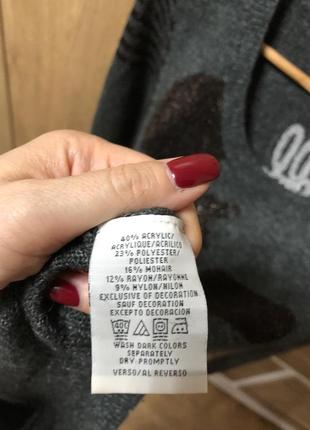 40% ACRYLIC/
ACRYLIQUE/ACRILICO
23% POLYESTER/
POLIESTER
16% MOHAIR
12% RAYON/RAYONNE
9% NYLON/NILON
EXCLUSIVE OF DECORATION
SAUF DECORATION
EXCEPTO DECORACION
40C
WASH DARK COLORS
SEPARATELY
DRY PROMPTLY
VERSO/AL REVERSO